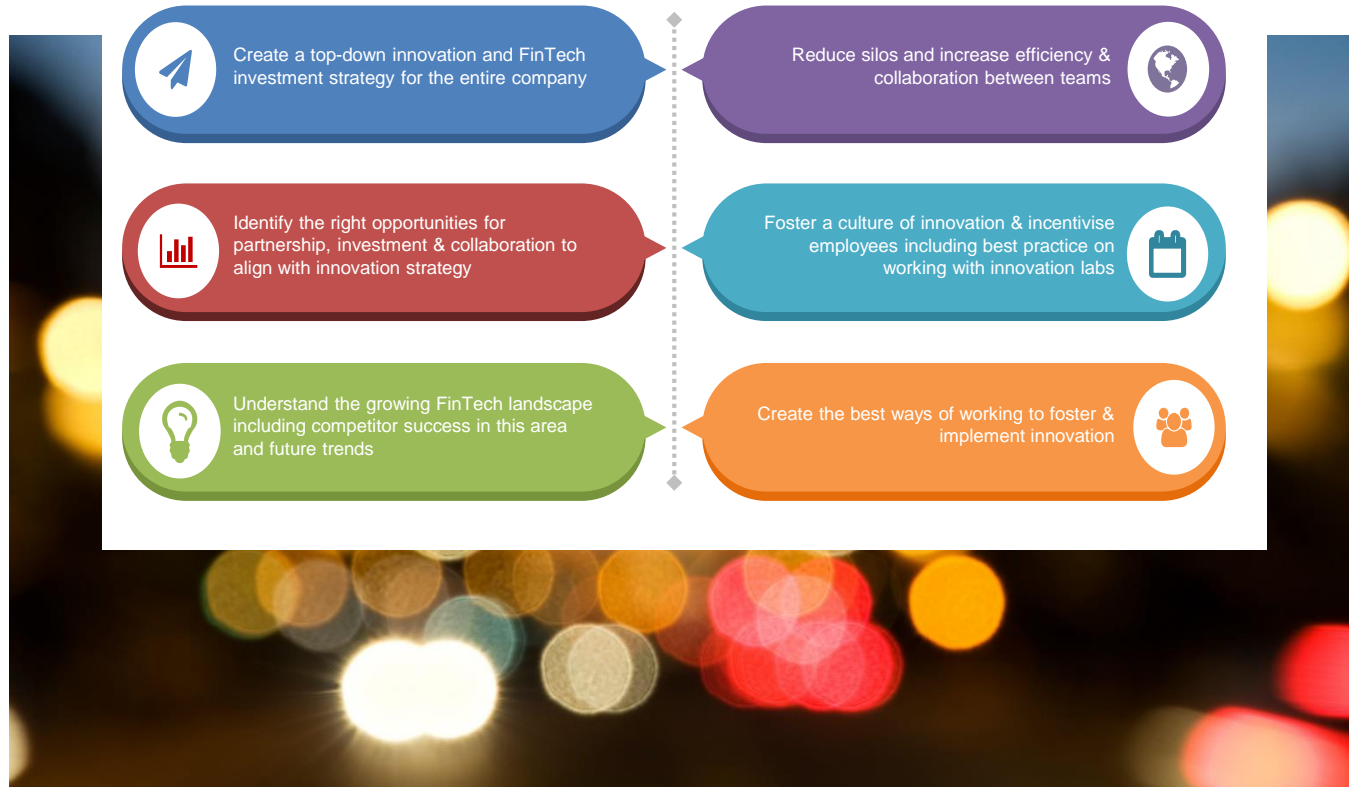 Create a top-down innovation and FinTech
investment strategy for the entire company
Reduce silos and increase efficiency &
collaboration between teams
Identify the right opportunities for
partnership, investment & collaboration to
align with innovation strategy
Foster a culture of innovation & incentivise
employees including best practice on
working with innovation labs
Understand the growing FinTech landscape
including competitor success in this area
and future trends
Create the best ways of working to foster &
implement innovation